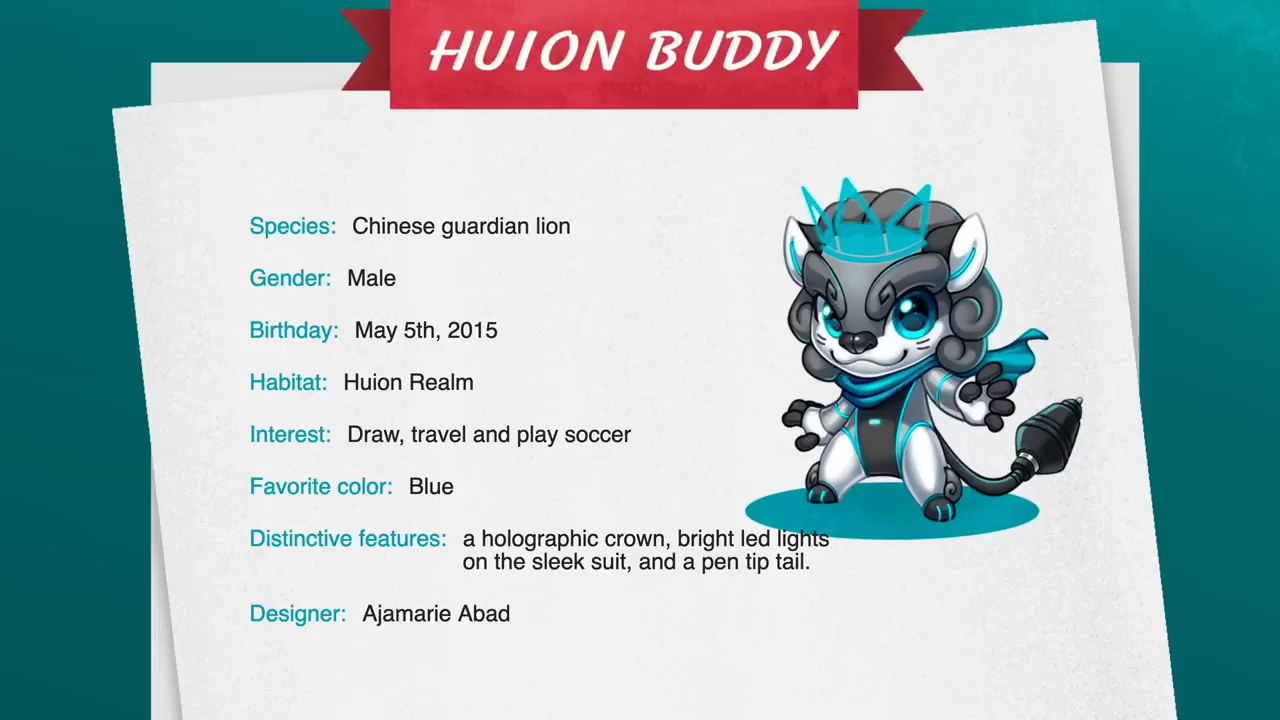 HUION BUDDY
Species: Chinese guardian lion
Gender: Male
Birthday: May 5th, 2015
Habitat: Huion Realm
Interest: Draw, travel and play soccer
Favorite color: Blue
Distinctive features: a holographic crown, bright led lights
on the sleek suit, and a pen tip tail.
Designer: Ajamarie Abad